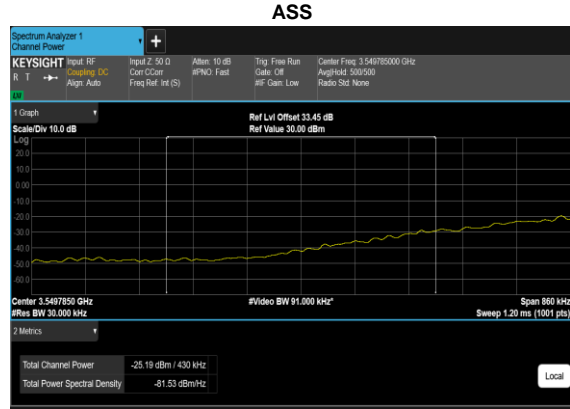 ASS
Spectrum Analyzer 1
Channel Power
+
KEYSIGHT Input: RF Input Z: 50 Ω Atten: 10 dB Trig: Free Run Center Freq: 3.549785000 GHz
R T Coupling: DC Corr CCorr #PNO: Fast Gate: Off Avg|Hold: 500/500
Align: Auto Freq Ref: Int (S) #IF Gain: Low Radio Std: None
1 Graph
Ref Lvl Offset 33.45 dB
Scale/Div 10.0 dB Ref Value 30.00 dBm
Log
20.0
10.0
0.00
-10.0
-20.0
-30.0
-40.0
-50.0
-60.0
Center 3.5497850 GHz #Video BW 91.000 kHz* Span 860 kHz
#Res BW 30.000 kHz Sweep 1.20 ms (1001 pts)
2 Metrics
Total Channel Power -25.19 dBm / 430 kHz
Total Power Spectral Density -81.53 dBm/Hz
Local